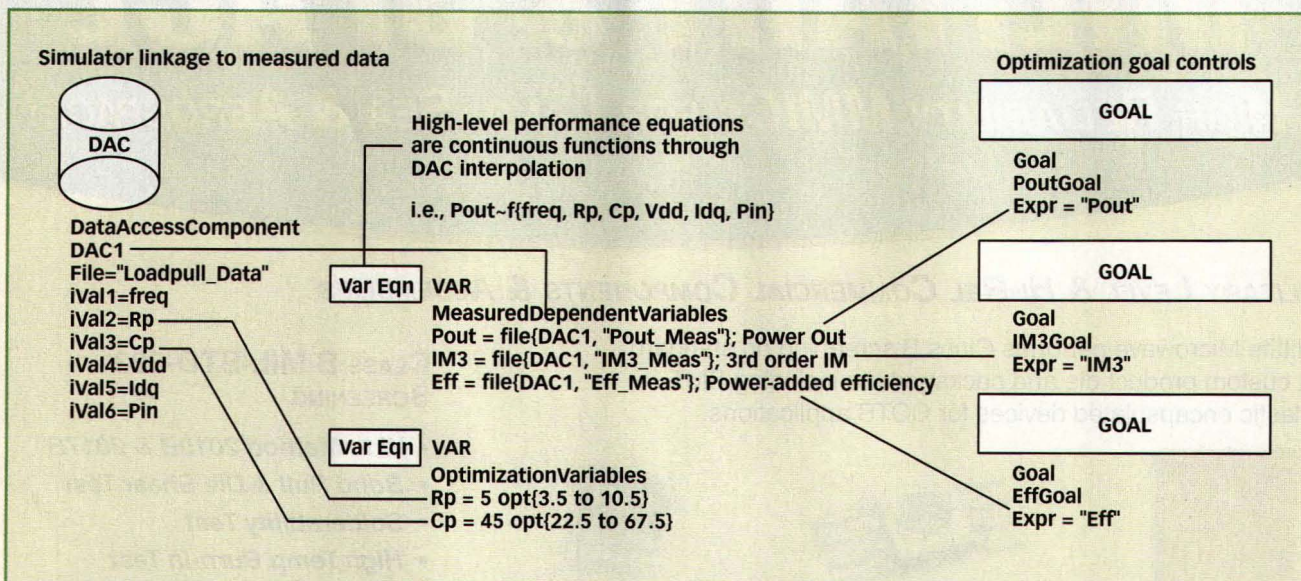 Simulator linkage to measured data
DAC
DataAccessComponent
DAC1
File="Loadpull_Data"
iVal1=freq
iVal2=Rp
iVal3=Cp
iVal4=Vdd
iVal5=Idq
iVal6=Pin
High-level performance equations
are continuous functions through
DAC interpolation
i.e., Pout~f{freq, Rp, Cp, Vdd, Idq, Pin}
Var Eqn VAR
MeasuredDependentVariables
Pout = file{DAC1, "Pout_Meas"}; Power Out
IM3 = file{DAC1, "IM3_Meas"}; 3rd order IM
Eff = file{DAC1, "Eff_Meas"}; Power-added efficiency
Var Eqn VAR
OptimizationVariables
Rp = 5 opt{3.5 to 10.5}
Cp = 45 opt{22.5 to 67.5}
Optimization goal controls
GOAL
Goal
PoutGoal
Expr = "Pout"
GOAL
Goal
IM3Goal
Expr = "IM3"
GOAL
Goal
EffGoal
Expr = "Eff"